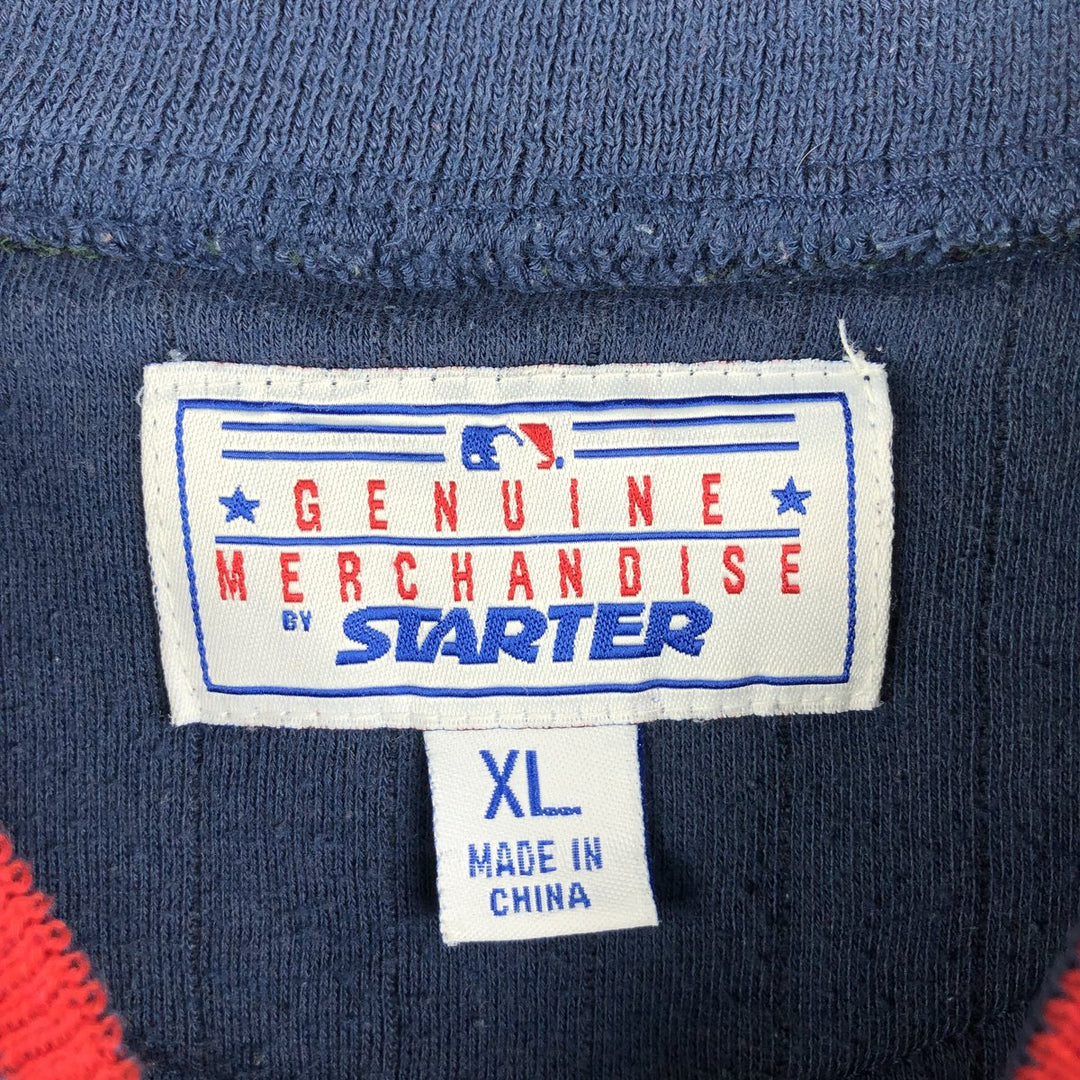 GENUINE
MERCHANDISE
BY STARTER
XL
MADE IN
CHINA